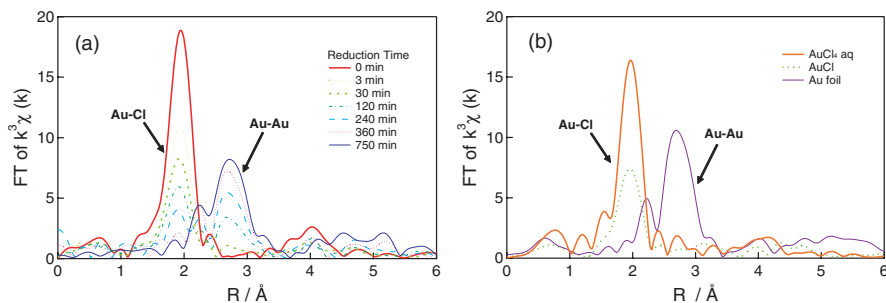 (a)
FT of k³χ (k)
20
15
10
5
0
0 1 2 3 4 5 6
R / Å
Au-Cl
Au-Au
Reduction Time
0 min
3 min
30 min
120 min
240 min
360 min
750 min
(b)
FT of k³χ (k)
20
15
10
5
0
0 1 2 3 4 5 6
R / Å
Au-Cl
Au-Au
AuCl₄ aq
AuCl
Au foil